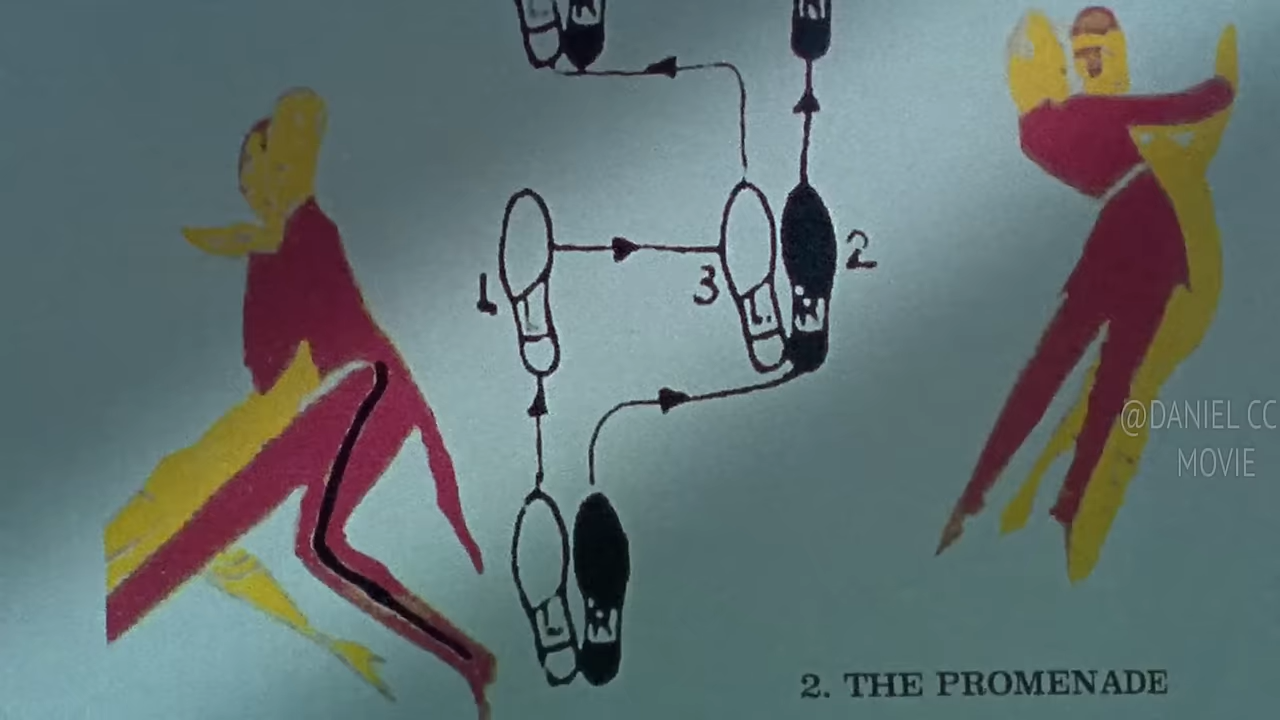 L R
R
1
L
3
L.
R
2
L R
@DANIEL CC
MOVIE
2. THE PROMENADE